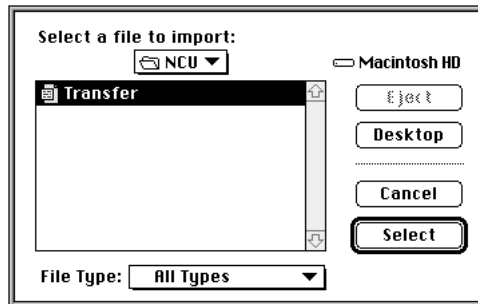 Select a file to import:
NCU
Macintosh HD
Transfer
Eject
Desktop
Cancel
Select
File Type: All Types